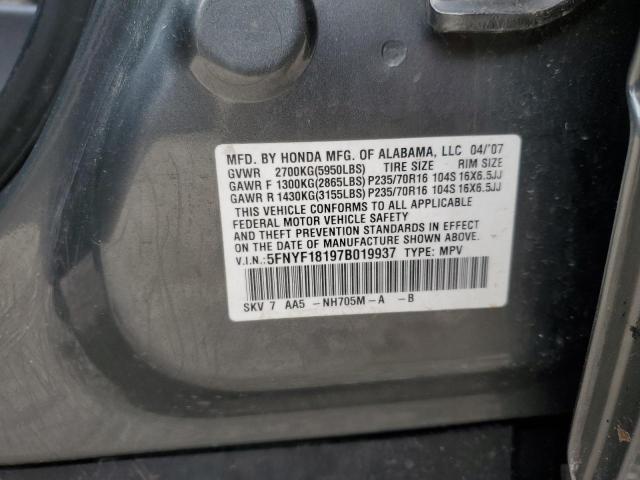 MFD. BY HONDA MFG. OF ALABAMA, LLC 04/'07
GVWR 2700KG(5950LBS) TIRE SIZE RIM SIZE
GAWR F 1300KG(2865LBS) P235/70R16 104S 16X6.5JJ
GAWR R 1430KG(3155LBS) P235/70R16 104S 16X6.5JJ
THIS VEHICLE CONFORMS TO ALL APPLICABLE
FEDERAL MOTOR VEHICLE SAFETY
AND THEFT PREVENTION STANDARDS IN EFFECT
ON THE DATE OF MANUFACTURE SHOWN ABOVE.
V.I.N.: 5FNYF18197B019937 TYPE: MPV
SKV 7 AA5 -NH705M-A -B